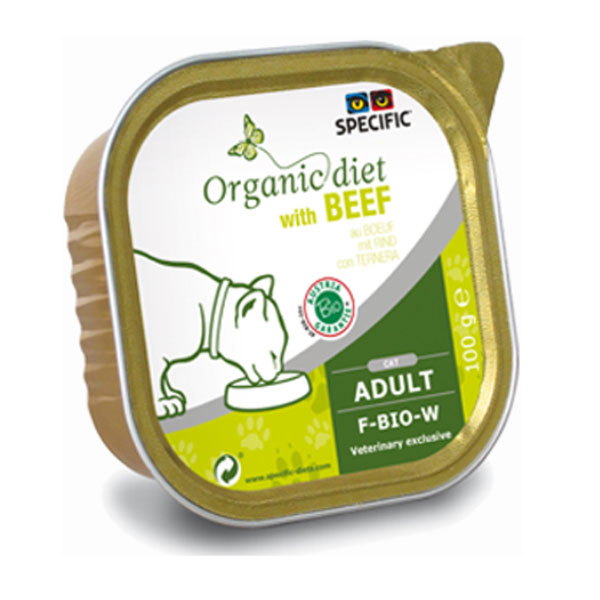 SPECIFIC
Organic diet
with BEEF
au BOEUF
mit RIND
con TERNERA
AUSTRIA
BIO
GARANTIE
CAT
ADULT
F-BIO-W
Veterinary exclusive
100 g e
www.specific-diets.com